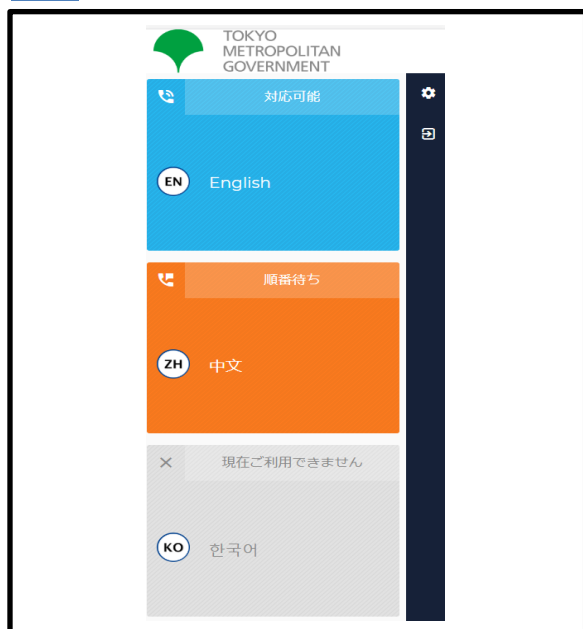 TOKYO
METROPOLITAN
GOVERNMENT
対応可能
EN English
順番待ち
ZH 中文
現在ご利用できません
KO 한국어